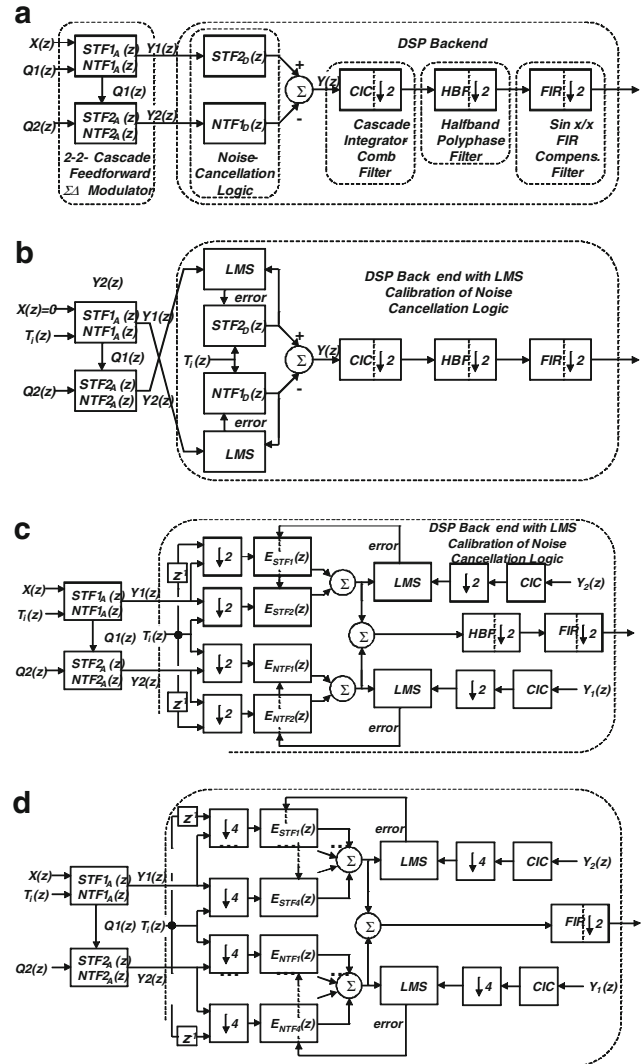 a
X(z)
Q1(z)
STF1A(z)
NTF1A(z)
Y1(z)
Q1(z)
Q2(z)
STF2A(z)
NTF2A(z)
Y2(z)
2-2- Cascade
Feedforward
ΣΔ Modulator
STF2D(z)
NTF1D(z)
Noise-
Cancellation
Logic
+
Σ
-
Y(z)
DSP Backend
CIC ↓2
HBF ↓2
FIR ↓2
Cascade
Integrator
Comb
Filter
Halfband
Polyphase
Filter
Sin x/x
FIR
Compens.
Filter
b
Y2(z)
X(z)=0
Ti(z)
STF1A(z)
NTF1A(z)
Y1(z)
Q1(z)
Q2(z)
STF2A(z)
NTF2A(z)
Y2(z)
LMS
error
STF2D(z)
Ti(z)
NTF1D(z)
error
LMS
+
Σ
-
Y(z)
DSP Back end with LMS
Calibration of Noise
Cancellation Logic
CIC ↓2
HBF ↓2
FIR ↓2
c
X(z)
Ti(z)
STF1A(z)
NTF1A(z)
Y1(z)
Q1(z)
Ti(z)
Q2(z)
STF2A(z)
NTF2A(z)
Y2(z)
z-1
↓2
ESTF1(z)
↓2
ESTF2(z)
↓2
ENTF1(z)
z-1
↓2
ENTF2(z)
Σ
Σ
Σ
DSP Back end with LMS
Calibration of Noise
Cancellation Logic
error
LMS
↓2
CIC
Y2(z)
HBF ↓2
FIR ↓2
LMS
↓2
CIC
Y1(z)
error
d
X(z)
Ti(z)
STF1A(z)
NTF1A(z)
Y1(z)
Q1(z)
Ti(z)
Q2(z)
STF2A(z)
NTF2A(z)
Y2(z)
z-1
↓4
ESTF1(z)
↓4
ESTF4(z)
↓4
ENTF1(z)
z-1
↓4
ENTF4(z)
Σ
Σ
Σ
error
LMS
↓4
CIC
Y2(z)
FIR ↓2
LMS
↓4
CIC
Y1(z)
error